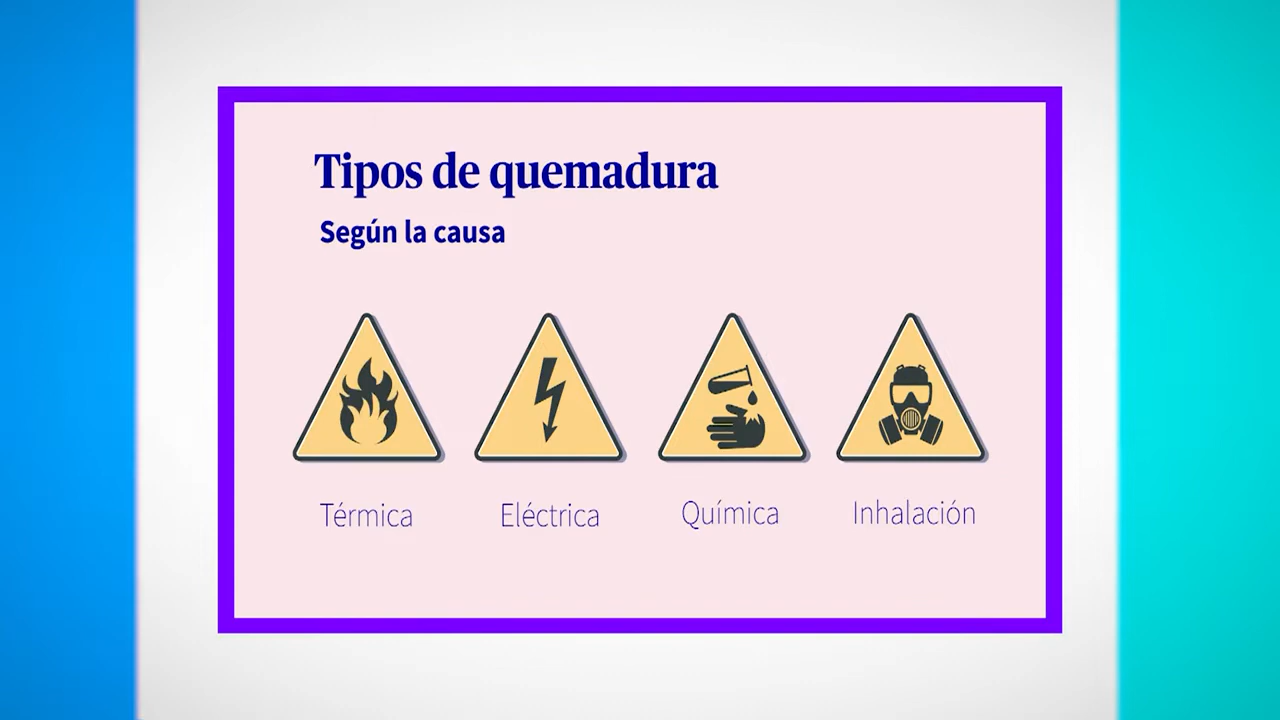 Tipos de quemadura
Según la causa
Térmica Eléctrica Química Inhalación